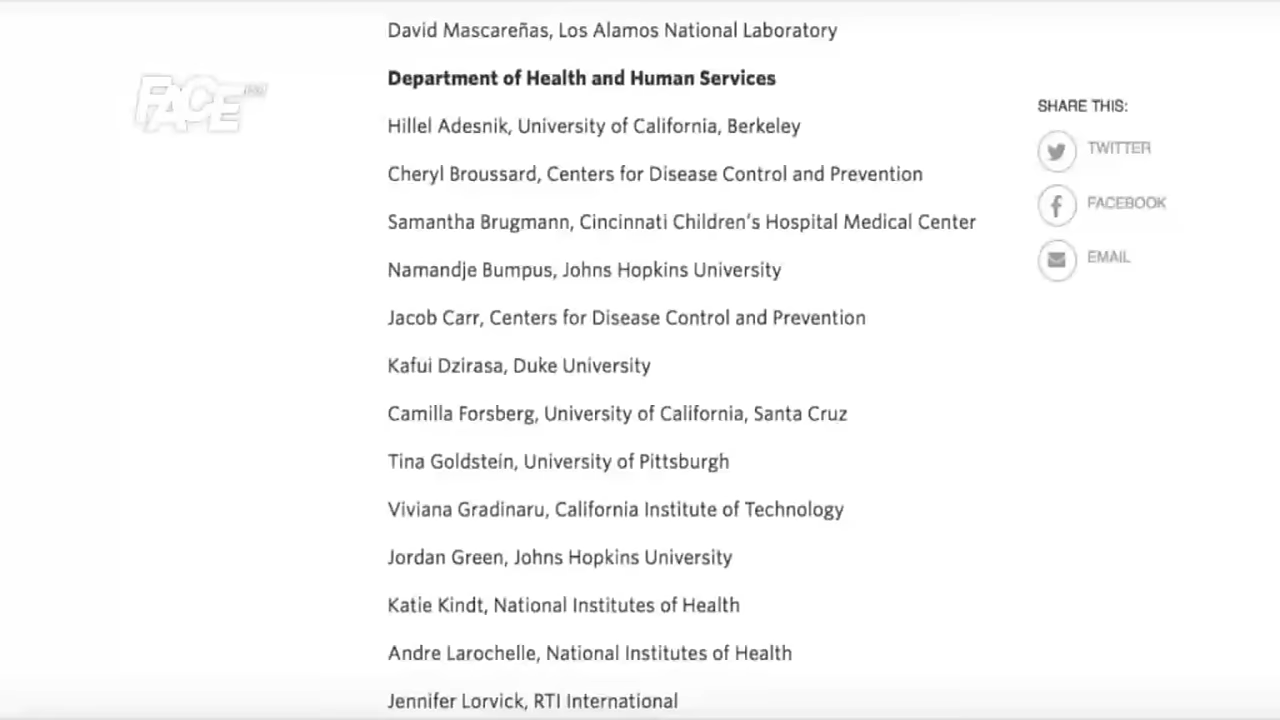 David Mascareñas, Los Alamos National Laboratory
Department of Health and Human Services
Hillel Adesnik, University of California, Berkeley
Cheryl Broussard, Centers for Disease Control and Prevention
Samantha Brugmann, Cincinnati Children's Hospital Medical Center
Namandje Bumpus, Johns Hopkins University
Jacob Carr, Centers for Disease Control and Prevention
Kafui Dzirasa, Duke University
Camilla Forsberg, University of California, Santa Cruz
Tina Goldstein, University of Pittsburgh
Viviana Gradinaru, California Institute of Technology
Jordan Green, Johns Hopkins University
Katie Kindt, National Institutes of Health
Andre Larochelle, National Institutes of Health
Jennifer Lorvick, RTI International
FACE
SHARE THIS:
TWITTER
FACEBOOK
EMAIL